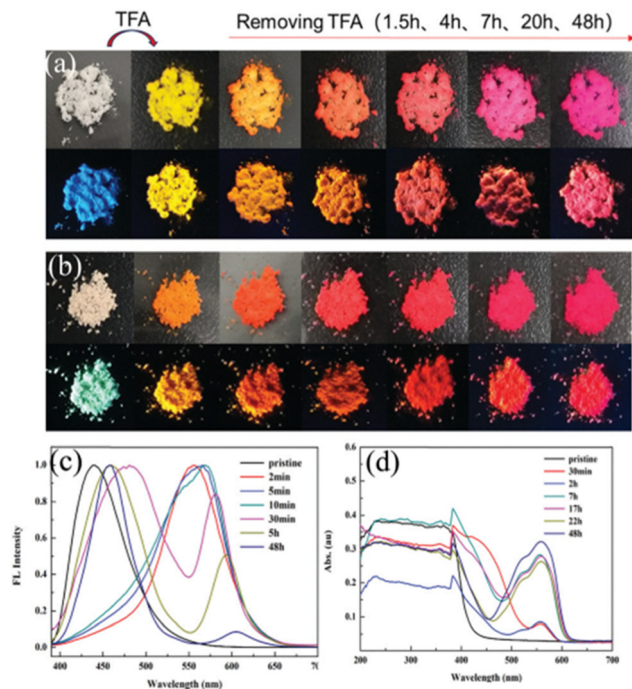 TFA
Removing TFA (1.5h、4h、7h、20h、48h)
(a)
(b)
(c)
FL Intensity
1.0
0.8
0.6
0.4
0.2
0.0
pristine
2min
5min
10min
30min
5h
48h
400 450 500 550 600 650 70
Wavelength (nm)
(d)
Abs. (au)
0.6
0.5
0.4
0.3
0.2
0.1
pristine
30min
2h
7h
17h
22h
48h
200 300 400 500 600 700
Wavelength (nm)